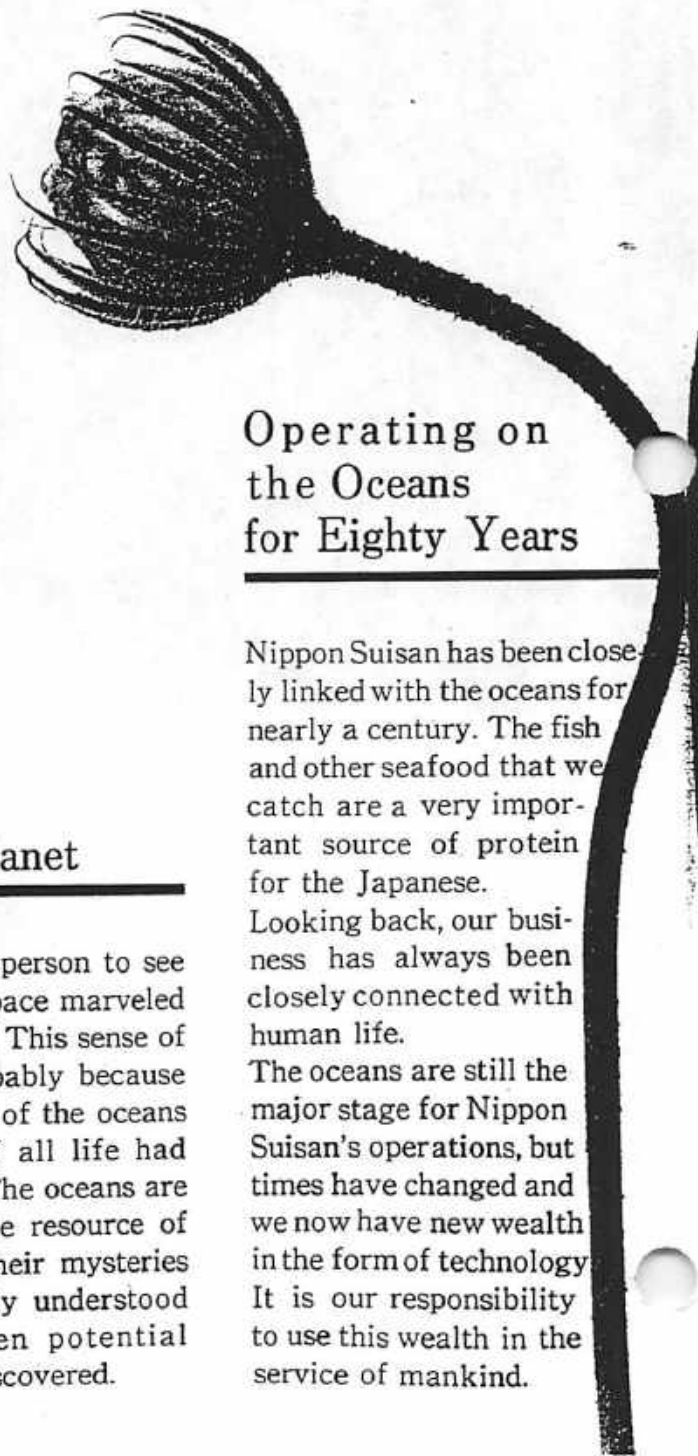 anet
person to see
pace marveled
This sense of
bably because
of the oceans
all life had
he oceans are
e resource of
heir mysteries
y understood
en potential
scovered.
Operating on
the Oceans
for Eighty Years
Nippon Suisan has been close-
ly linked with the oceans for
nearly a century. The fish
and other seafood that we
catch are a very impor-
tant source of protein
for the Japanese.
Looking back, our busi-
ness has always been
closely connected with
human life.
The oceans are still the
major stage for Nippon
Suisan's operations, but
times have changed and
we now have new wealth
in the form of technology
It is our responsibility
to use this wealth in the
service of mankind.